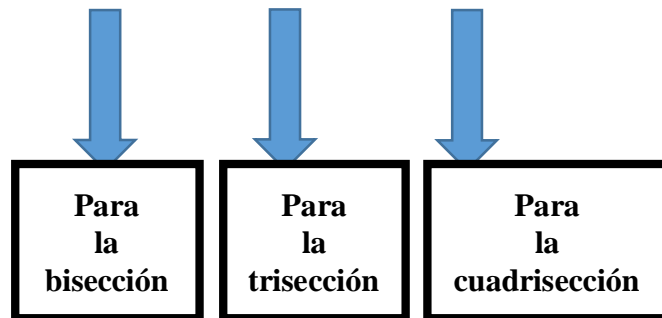 Para
la
bisección
Para
la
trisección
Para
la
cuadrisección